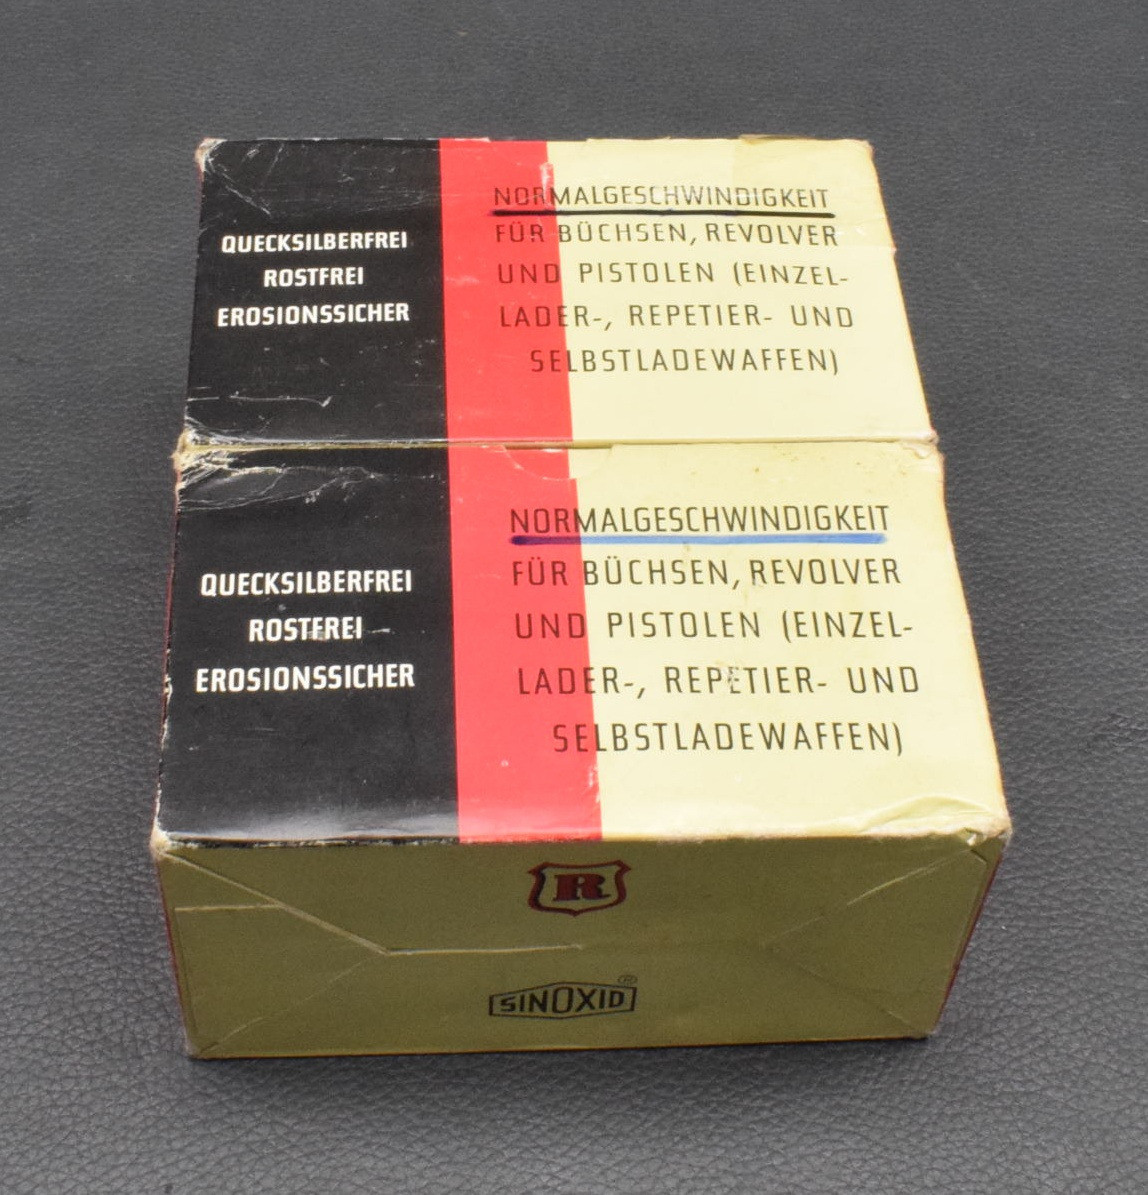 QUECKSILBERFREI
ROSTFREI
EROSIONSSICHER
NORMALGESCHWINDIGKEIT
FÜR BÜCHSEN, REVOLVER
UND PISTOLEN (EINZEL-
LADER-, REPETIER- UND
SELBSTLADEWAFFEN)
QUECKSILBERFREI
ROSTFREI
EROSIONSSICHER
NORMALGESCHWINDIGKEIT
FÜR BÜCHSEN, REVOLVER
UND PISTOLEN (EINZEL-
LADER-, REPETIER- UND
SELBSTLADEWAFFEN)
R
SINOXID®